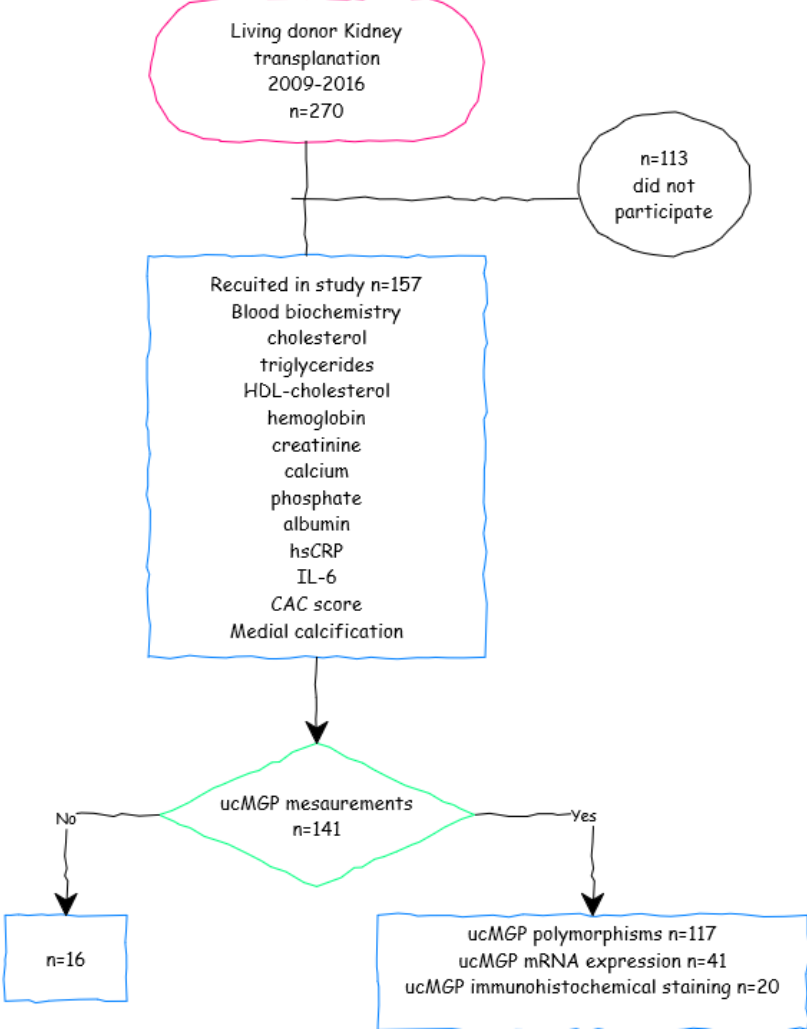 Living donor Kidney
transplanation
2009-2016
n=270
n=113
did not
participate
Recuited in study n=157
Blood biochemistry
cholesterol
triglycerides
HDL-cholesterol
hemoglobin
creatinine
calcium
phosphate
albumin
hsCRP
IL-6
CAC score
Medial calcification
ucMGP mesaurements
n=141
No
Yes
n=16
ucMGP polymorphisms n=117
ucMGP mRNA expression n=41
ucMGP immunohistochemical staining n=20